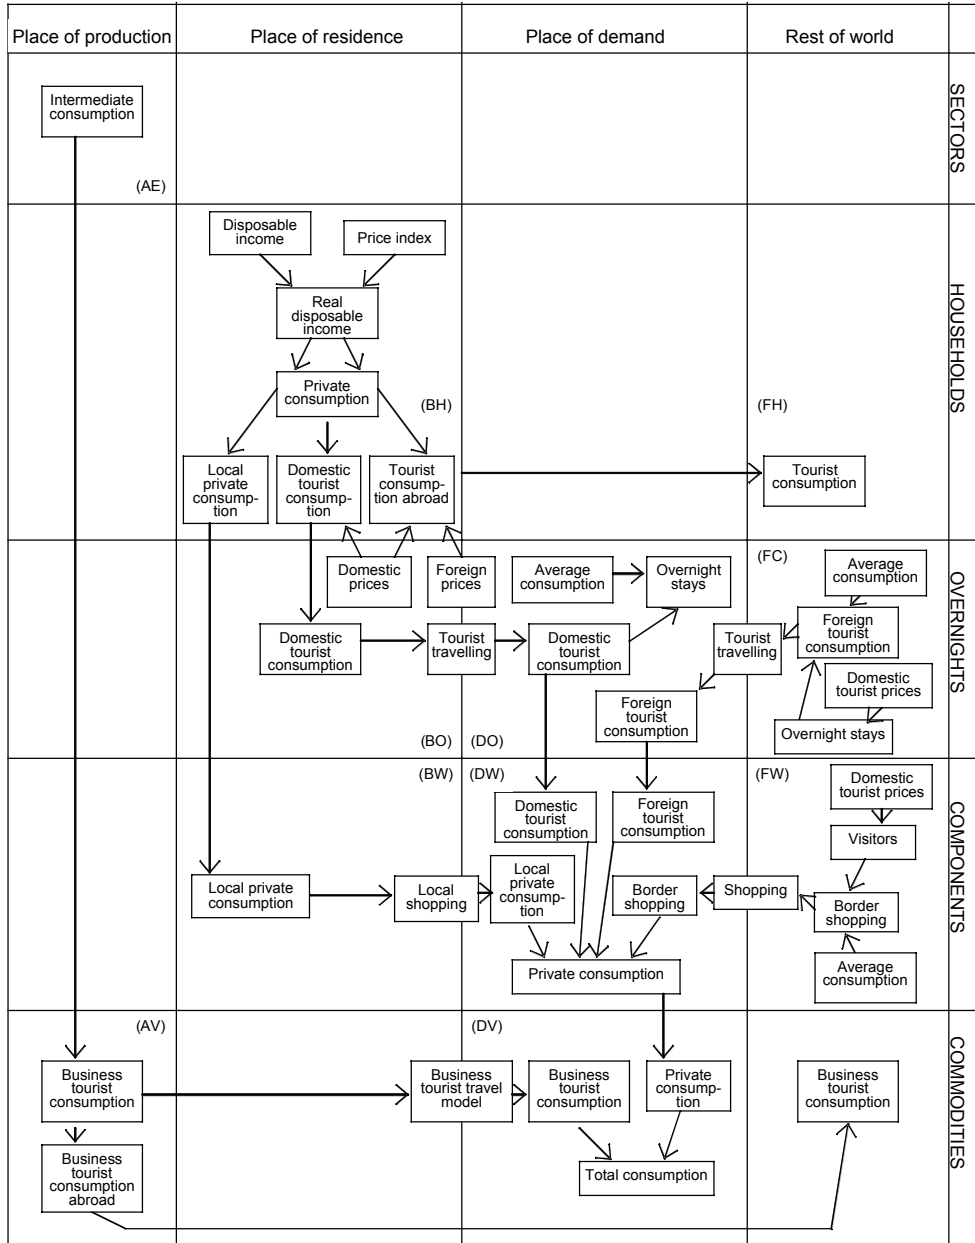 Place of production
Place of residence
Place of demand
Rest of world
SECTORS
Intermediate
consumption
(AE)
HOUSEHOLDS
Disposable
income
Price index
Real
disposable
income
Private
consumption
(BH)
(FH)
Local
private
consump-
tion
Domestic
tourist
consump-
tion
Tourist
consump-
tion abroad
Tourist
consumption
OVERNIGHTS
Domestic
prices
Foreign
prices
Average
consumption
Overnight
stays
(FC)
Average
consumption
Domestic
tourist
consumption
Tourist
travelling
Domestic
tourist
consumption
Tourist
travelling
Foreign
tourist
consumption
Domestic
tourist prices
Foreign
tourist
consumption
Overnight stays
(BO)
(DO)
COMPONENTS
(BW)
(DW)
(FW)
Domestic
tourist prices
Domestic
tourist
consumption
Foreign
tourist
consumption
Visitors
Local private
consumption
Local
shopping
Local
private
consump-
tion
Border
shopping
Shopping
Border
shopping
Private consumption
Average
consumption
COMMODITIES
(AV)
(DV)
Business
tourist
consumption
Business
tourist travel
model
Business
tourist
consumption
Private
consump-
tion
Business
tourist
consumption
Business
tourist
consumption
abroad
Total consumption